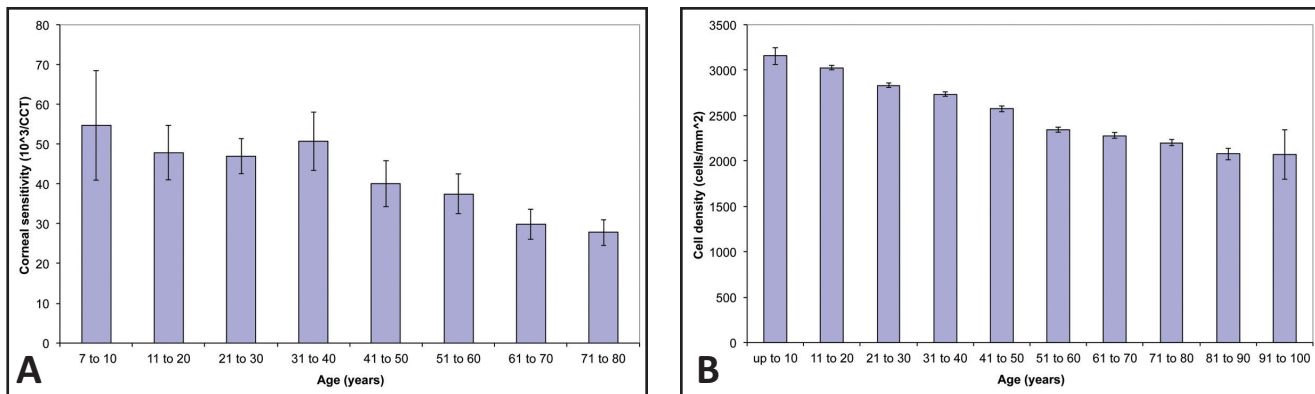 80
70
60
50
40
30
20
10
0
Corneal sensitivity (10^3/CCT)
7 to 10 11 to 20 21 to 30 31 to 40 41 to 50 51 to 60 61 to 70 71 to 80
Age (years)
A
3500
3000
2500
2000
1500
1000
500
0
Cell density (cells/mm^2)
up to 10 11 to 20 21 to 30 31 to 40 41 to 50 51 to 60 61 to 70 71 to 80 81 to 90 91 to 100
Age (years)
B